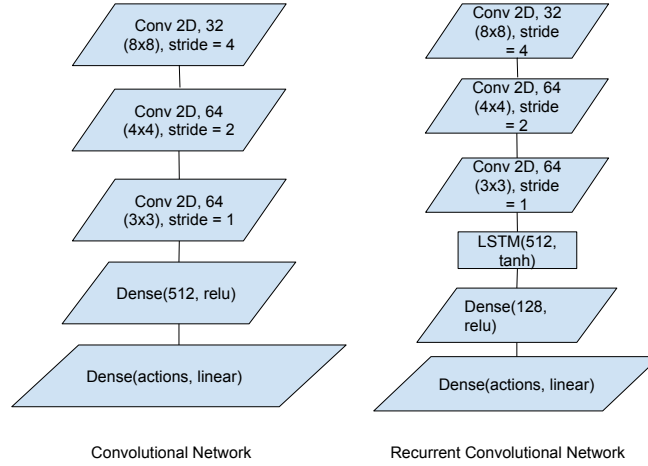 Conv 2D, 32
(8x8), stride = 4
Conv 2D, 64
(4x4), stride = 2
Conv 2D, 64
(3x3), stride = 1
Dense(512, relu)
Dense(actions, linear)
Convolutional Network
Conv 2D, 32
(8x8), stride
= 4
Conv 2D, 64
(4x4), stride
= 2
Conv 2D, 64
(3x3), stride
= 1
LSTM(512,
tanh)
Dense(128,
relu)
Dense(actions, linear)
Recurrent Convolutional Network